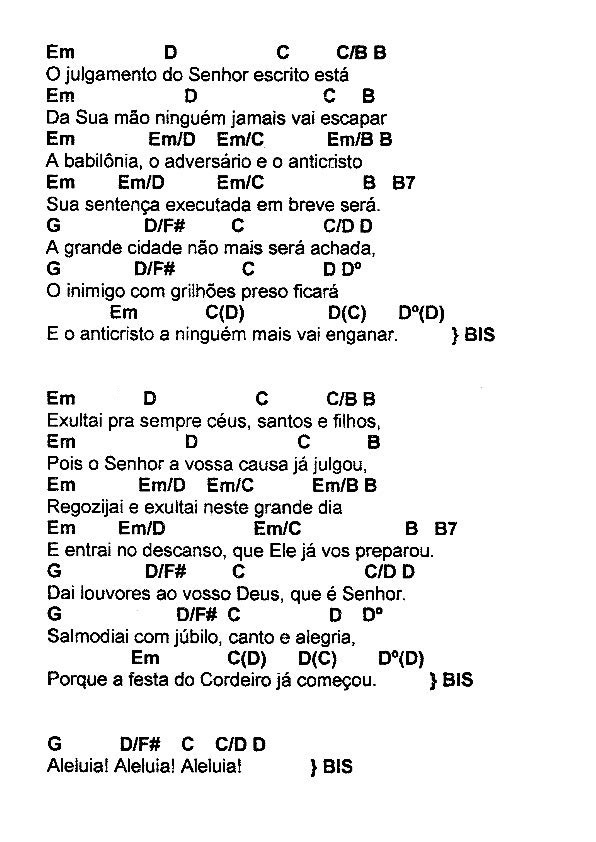 Em D C C/B B
O julgamento do Senhor escrito está
Em D C B
Da Sua mão ninguém jamais vai escapar
Em Em/D Em/C Em/B B
A babilônia, o adversário e o anticristo
Em Em/D Em/C B B7
Sua sentença executada em breve será.
G D/F# C C/D D
A grande cidade não mais será achada,
G D/F# C D Dº
O inimigo com grilhões preso ficará
Em C(D) D(C) Dº(D)
E o anticristo a ninguém mais vai enganar. } BIS
Em D C C/B B
Exultai pra sempre céus, santos e filhos,
Em D C B
Pois o Senhor a vossa causa já julgou,
Em Em/D Em/C Em/B B
Regozijai e exultai neste grande dia
Em Em/D Em/C B B7
E entrai no descanso, que Ele já vos preparou.
G D/F# C C/D D
Dai louvores ao vosso Deus, que é Senhor.
G D/F# C D Dº
Salmodiai com júbilo, canto e alegria,
Em C(D) D(C) Dº(D)
Porque a festa do Cordeiro já começou. } BIS
G D/F# C C/D D
Aleluia! Aleluia! Aleluia! } BIS